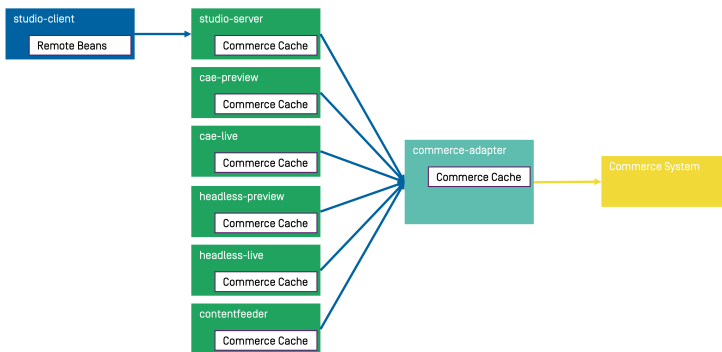 studio-client
Remote Beans
studio-server
Commerce Cache
cae-preview
Commerce Cache
cae-live
Commerce Cache
headless-preview
Commerce Cache
headless-live
Commerce Cache
contentfeeder
Commerce Cache
commerce-adapter
Commerce Cache
Commerce System